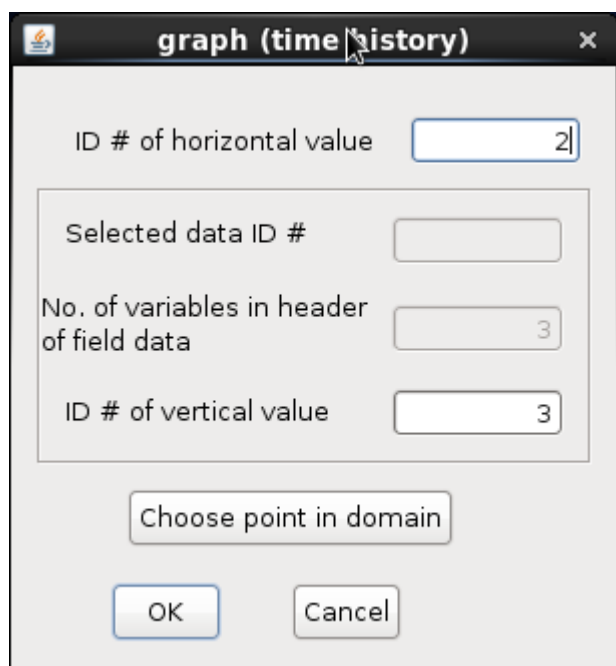 graph (time history)
ID # of horizontal value 2
Selected data ID #
No. of variables in header
of field data 3
ID # of vertical value 3
Choose point in domain
OK Cancel